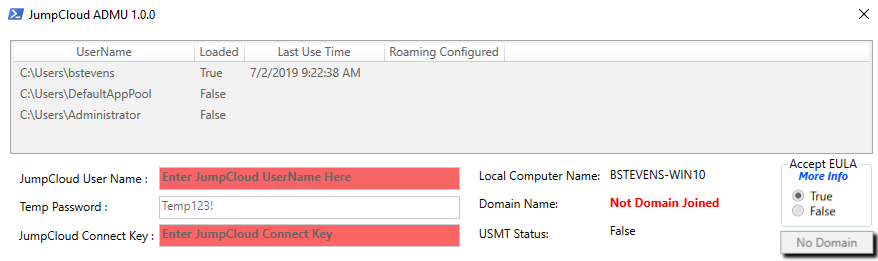 JumpCloud ADMU 1.0.0
UserName Loaded Last Use Time Roaming Configured
C:\Users\bstevens True 7/2/2019 9:22:38 AM
C:\Users\DefaultAppPool False
C:\Users\Administrator False
JumpCloud User Name : Enter JumpCloud UserName Here
Temp Password : Temp123!
JumpCloud Connect Key : Enter JumpCloud Connect Key
Local Computer Name: BSTEVENS-WIN10
Domain Name: Not Domain Joined
USMT Status: False
Accept EULA
More Info
True
False
No Domain